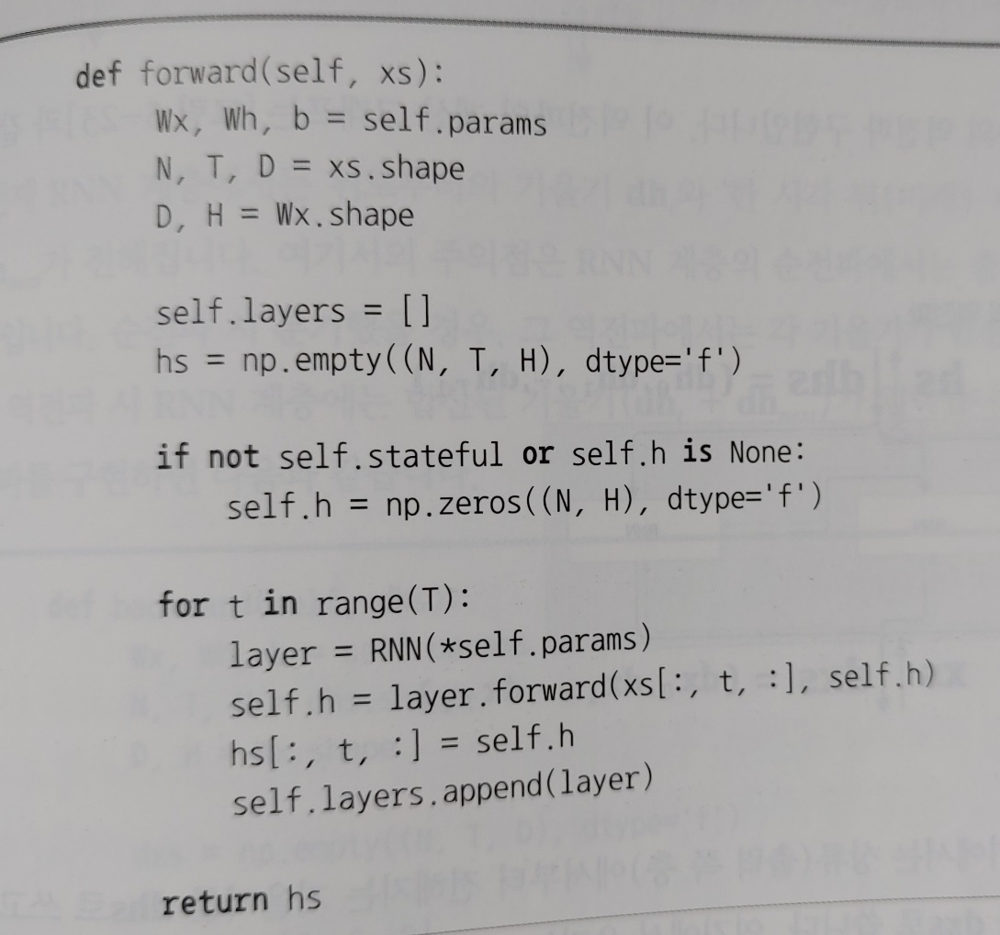 def forward(self, xs):
    Wx, Wh, b = self.params
    N, T, D = xs.shape
    D, H = Wx.shape

    self.layers = []
    hs = np.empty((N, T, H), dtype='f')

    if not self.stateful or self.h is None:
        self.h = np.zeros((N, H), dtype='f')

    for t in range(T):
        layer = RNN(*self.params)
        self.h = layer.forward(xs[:, t, :], self.h)
        hs[:, t, :] = self.h
        self.layers.append(layer)

    return hs